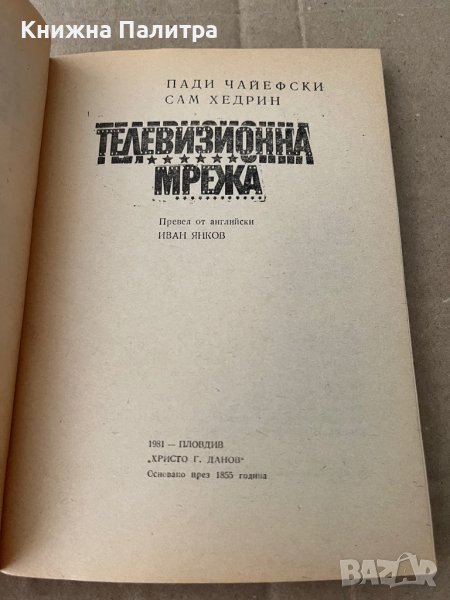 Книжна Палитра
ПАДИ ЧАЙЕФСКИ
САМ ХЕДРИН
ТЕЛЕВИЗИОННА
МРЕЖА
Превел от английски
ИВАН ЯНКОВ
1981 — ПЛОВДИВ
„ХРИСТО Г. ДАНОВ“
Основано през 1855 година
BAZAR